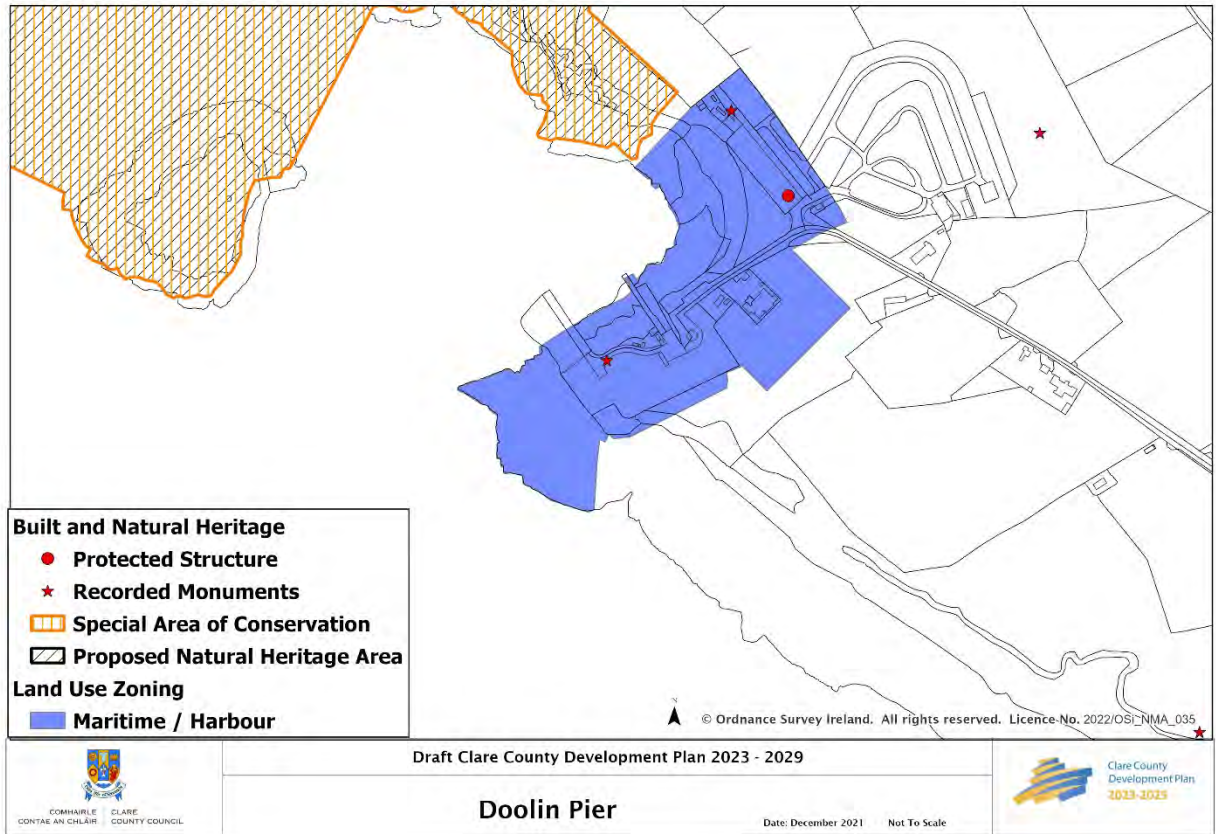 Built and Natural Heritage
Protected Structure
Recorded Monuments
Special Area of Conservation
Proposed Natural Heritage Area
Land Use Zoning
Maritime / Harbour
N
© Ordnance Survey Ireland. All rights reserved. Licence No. 2022/OSi_NMA_035
COMHAIRLE CLARE
CONTAE AN CHLÁIR COUNTY COUNCIL
Draft Clare County Development Plan 2023 - 2029
Doolin Pier
Date: December 2021 Not To Scale
Clare County
Development Plan
2023-2029